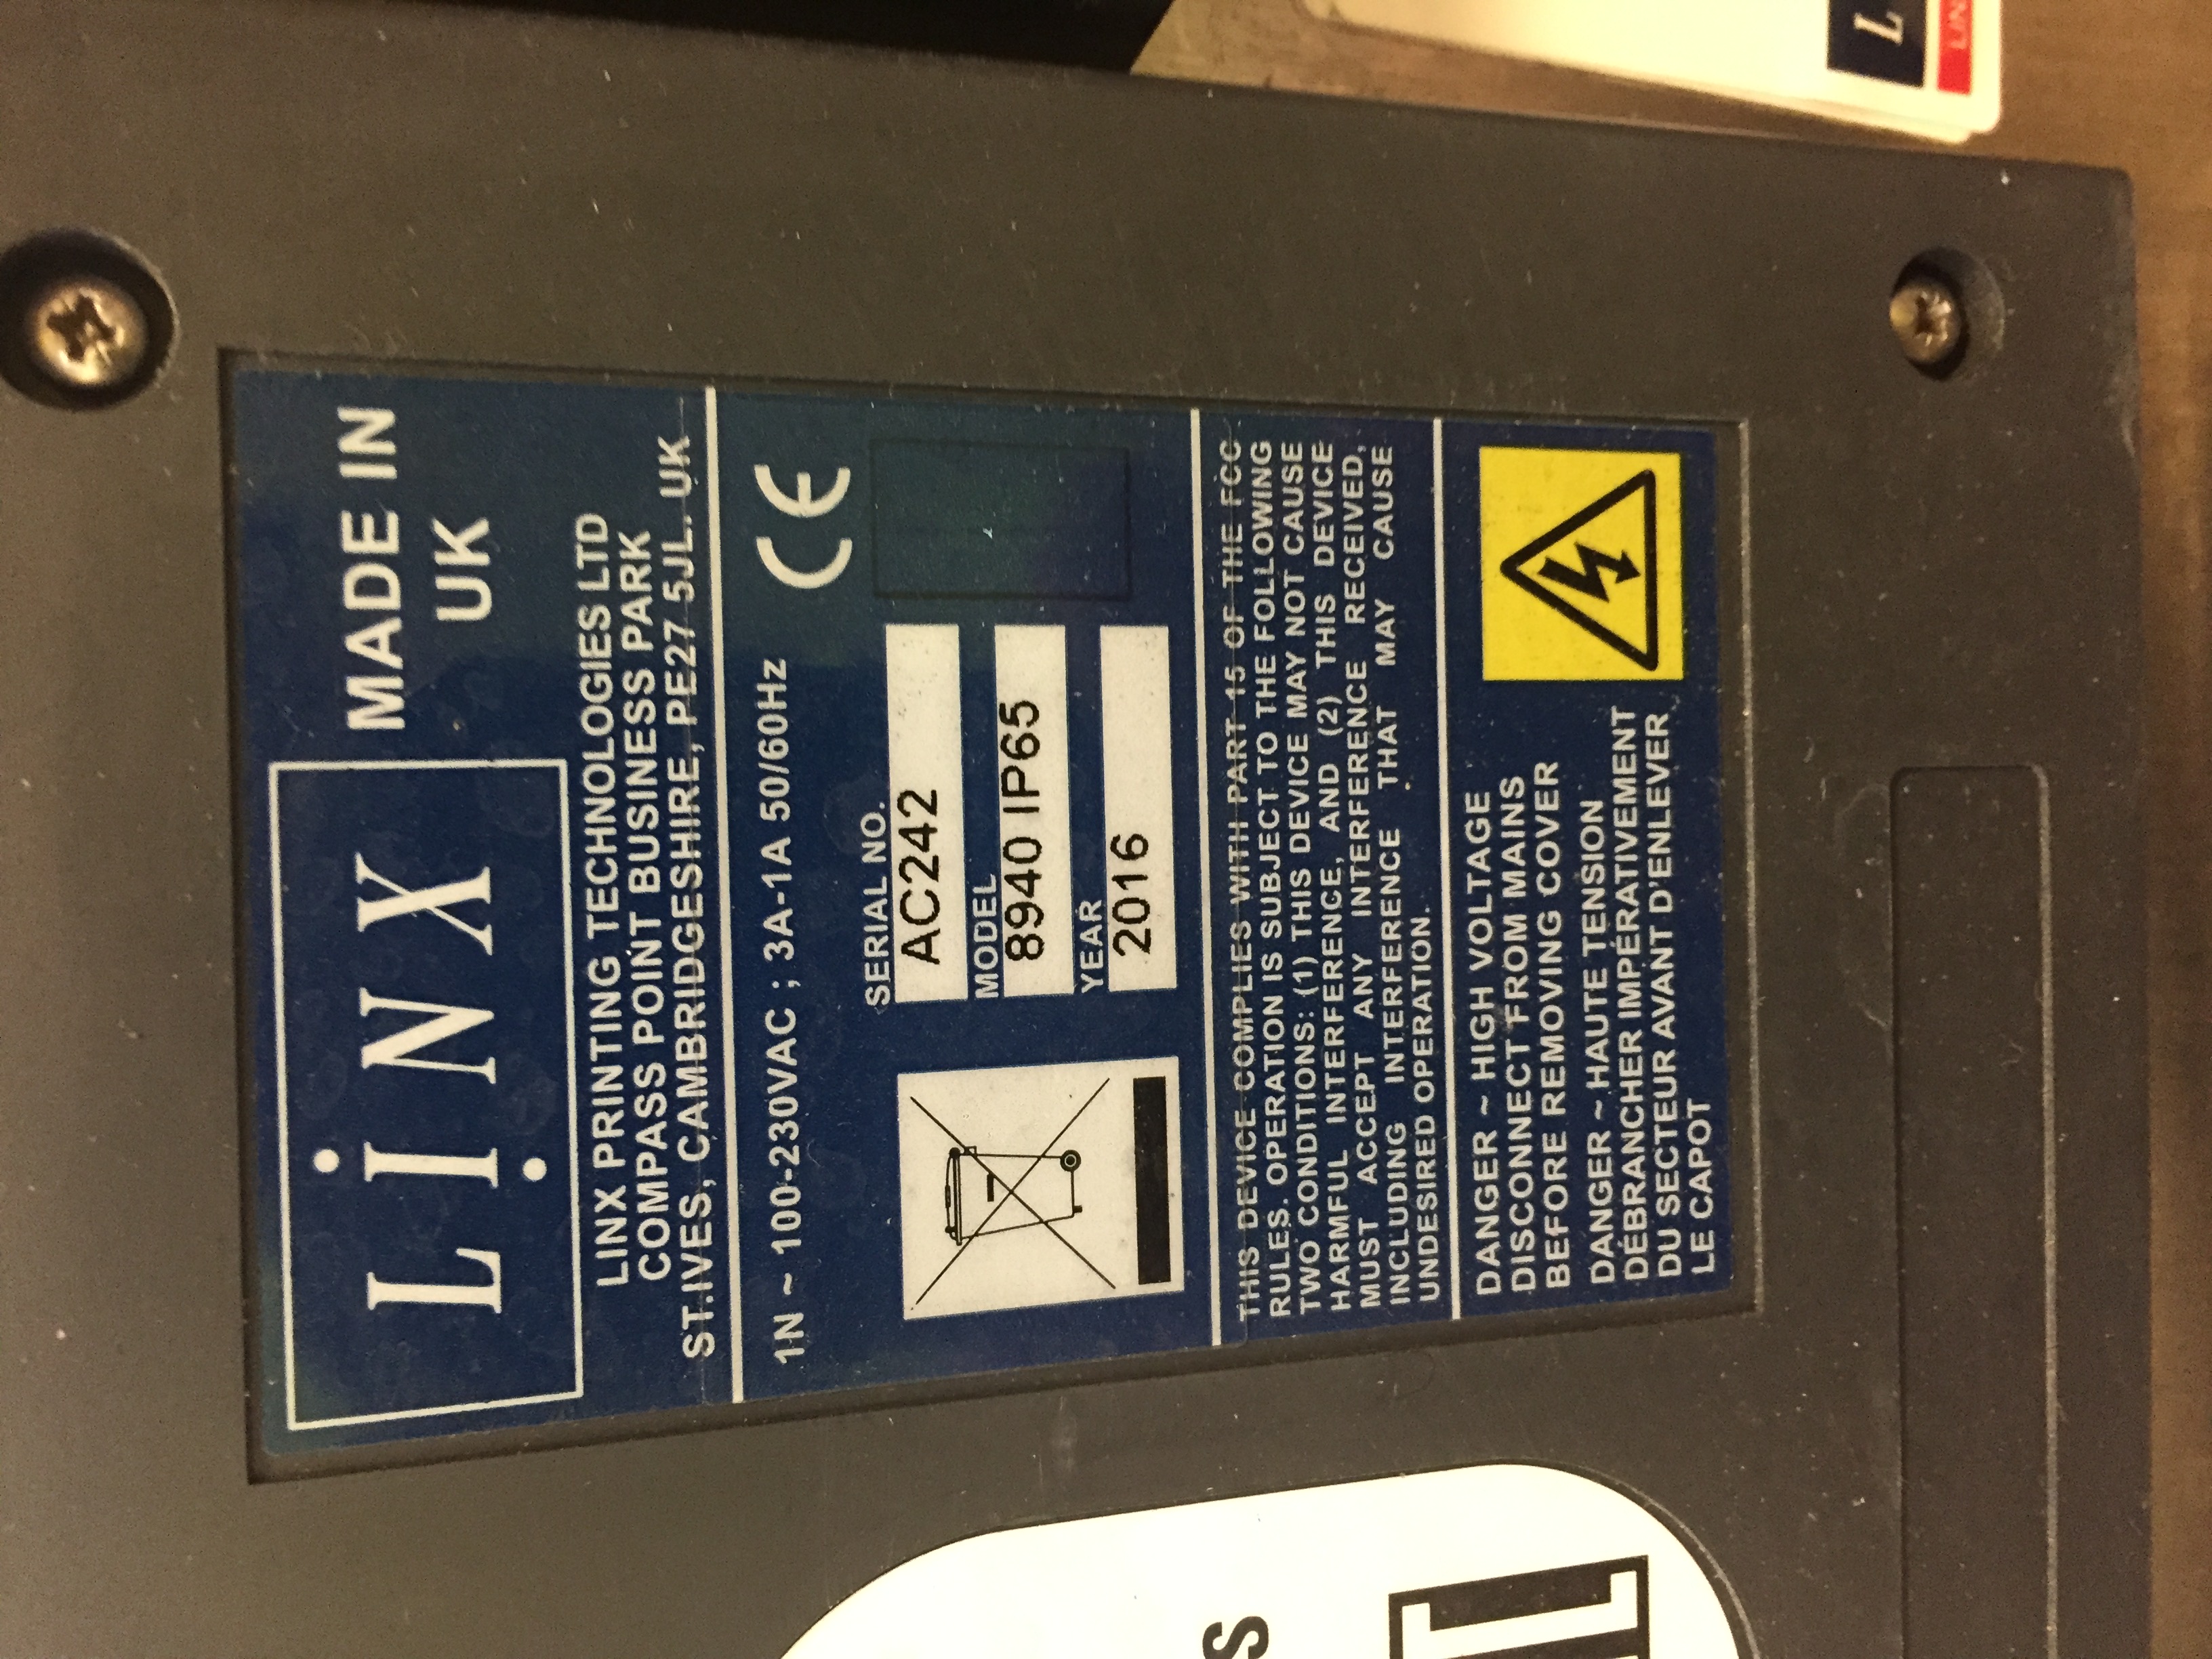 LINX
MADE IN
UK
LINX PRINTING TECHNOLOGIES LTD
COMPASS POINT BUSINESS PARK
ST.IVES, CAMBRIDGESHIRE, PE27 5JL. UK
1N ~ 100-230VAC ; 3A-1A 50/60Hz
CE
SERIAL NO.
AC242
MODEL
8940 IP65
YEAR
2016
THIS DEVICE COMPLIES WITH PART 15 OF THE FCC
RULES. OPERATION IS SUBJECT TO THE FOLLOWING
TWO CONDITIONS: (1) THIS DEVICE MAY NOT CAUSE
HARMFUL INTERFERENCE, AND (2) THIS DEVICE
MUST ACCEPT ANY INTERFERENCE RECEIVED,
INCLUDING INTERFERENCE THAT MAY CAUSE
UNDESIRED OPERATION.
DANGER ~ HIGH VOLTAGE
DISCONNECT FROM MAINS
BEFORE REMOVING COVER
DANGER ~ HAUTE TENSION
DÉBRANCHER IMPÉRATIVEMENT
DU SECTEUR AVANT D'ENLEVER
LE CAPOT